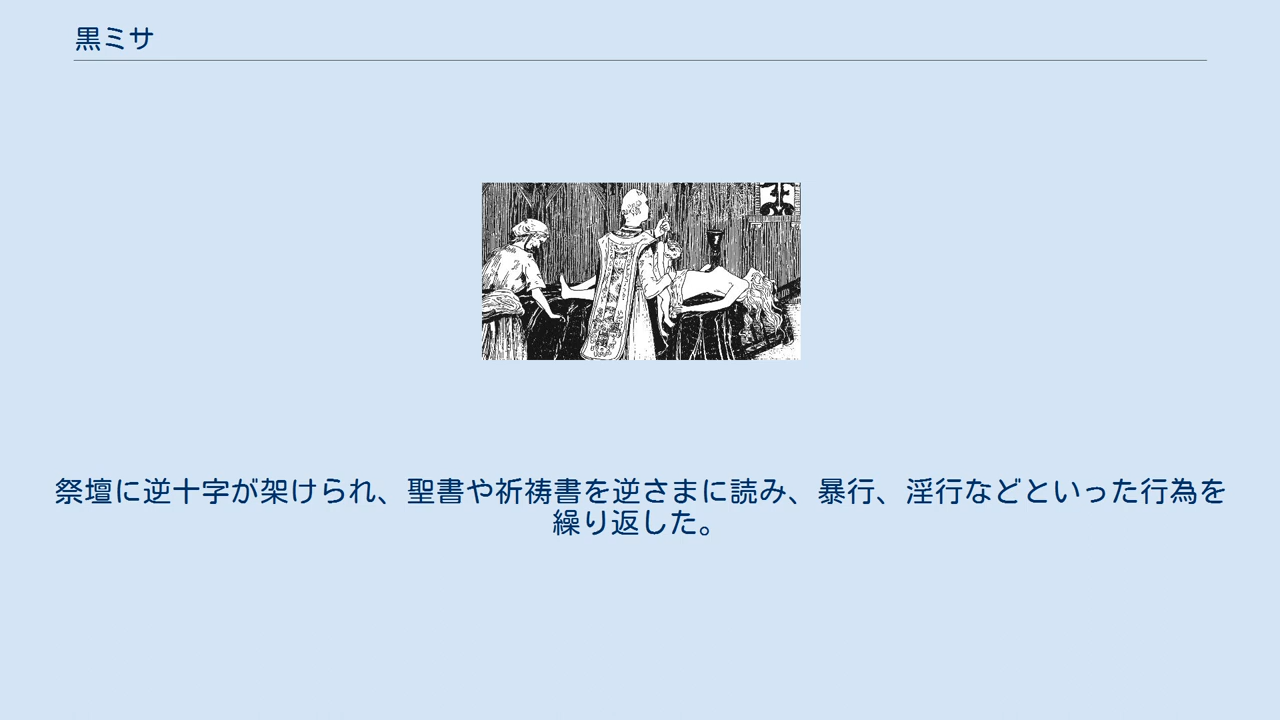 黒ミサ
祭壇に逆十字が架けられ、聖書や祈祷書を逆さまに読み、暴行、淫行などといった行為を
繰り返した。